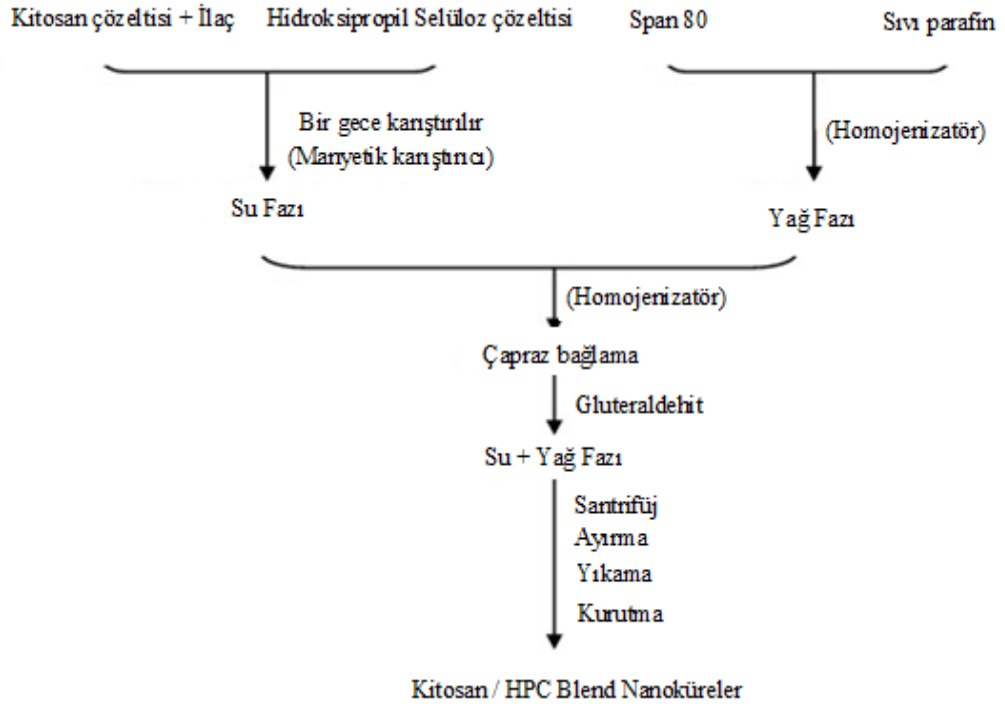 Kitosan çözeltisi + İlaç Hidroksipropil Selüloz çözeltisi Span 80 Sıvı parafin
Bir gece karıştırılır
(Manyetik karıştırıcı)
(Homojenizatör)
Su Fazı
Yağ Fazı
(Homojenizatör)
Çapraz bağlama
Gluteraldehit
Su + Yağ Fazı
Santrifüj
Ayırma
Yıkama
Kurutma
Kitosan / HPC Blend Nanoküreler